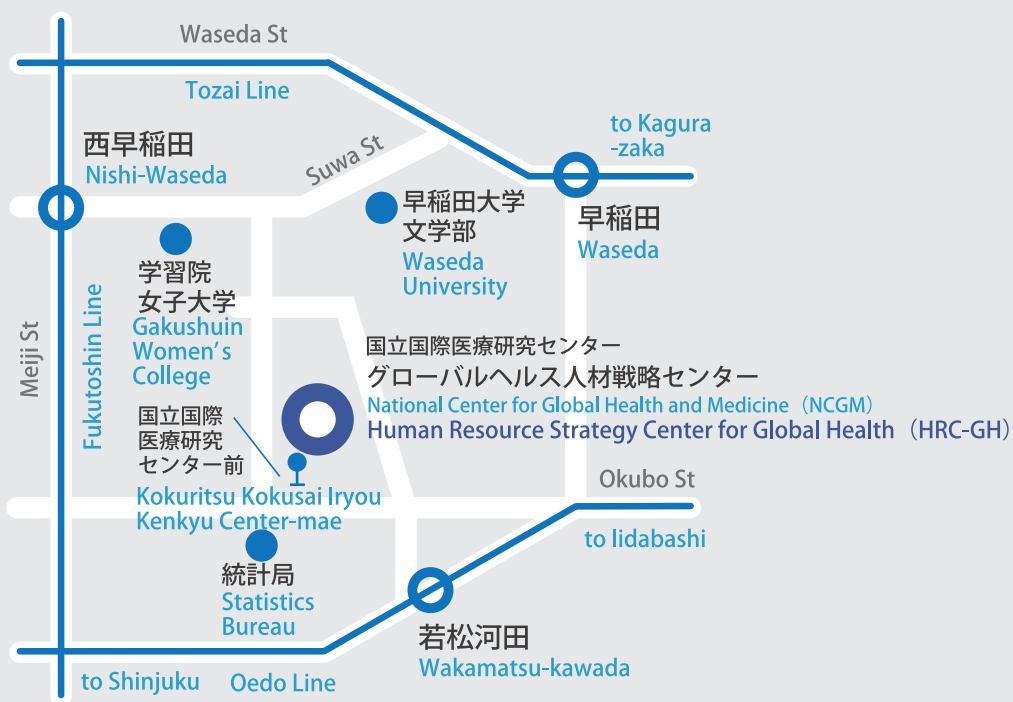 Waseda St
Tozai Line
西早稲田
Nishi-Waseda
Suwa St
to Kagura
-zaka
早稲田大学
文学部
Waseda
University
早稲田
Waseda
学習院
女子大学
Gakushuin
Women's
College
Meiji St
Fukutoshin Line
国立国際医療研究センター
グローバルヘルス人材戦略センター
National Center for Global Health and Medicine（NCGM）
Human Resource Strategy Center for Global Health（HRC-GH）
国立国際
医療研究
センター前
Kokuritsu Kokusai Iryou
Kenkyu Center-mae
Okubo St
to Iidabashi
統計局
Statistics
Bureau
若松河田
Wakamatsu-kawada
to Shinjuku
Oedo Line